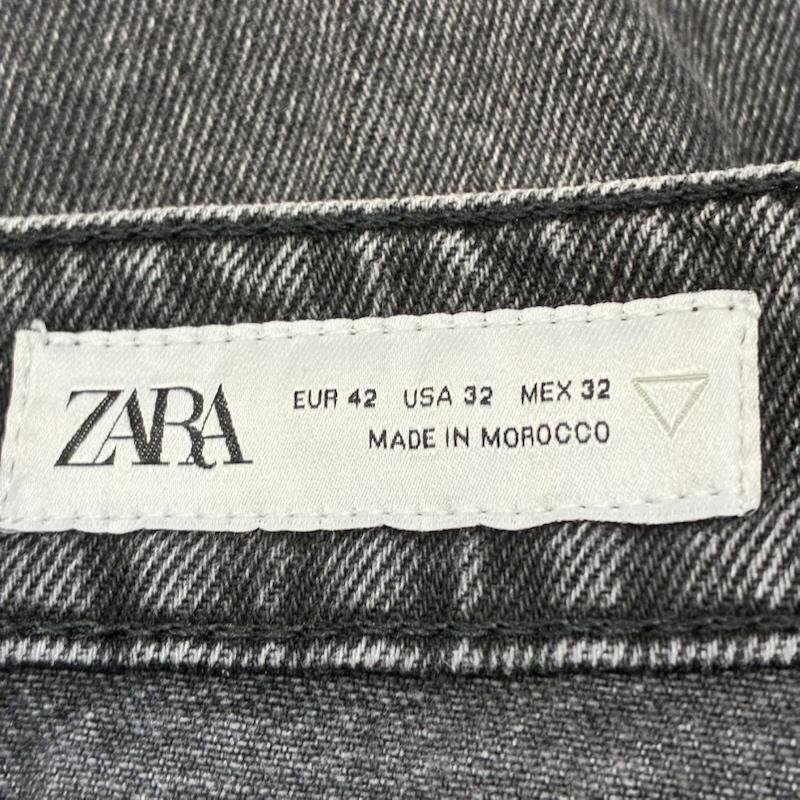 ZARA
EUR 42 USA 32 MEX 32
MADE IN MOROCCO